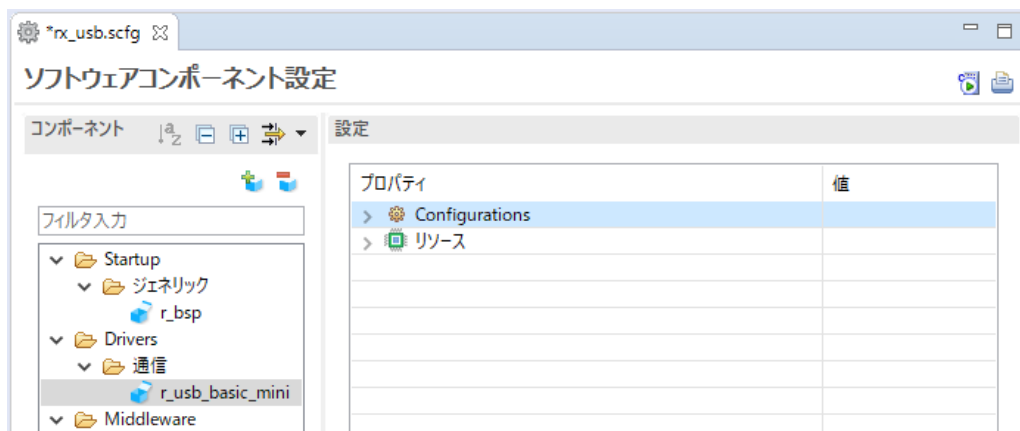 *rx_usb.scfg
ソフトウェアコンポーネント設定
コンポーネント
設定
フィルタ入力
Startup
ジェネリック
r_bsp
Drivers
通信
r_usb_basic_mini
Middleware
プロパティ 値
Configurations
リソース